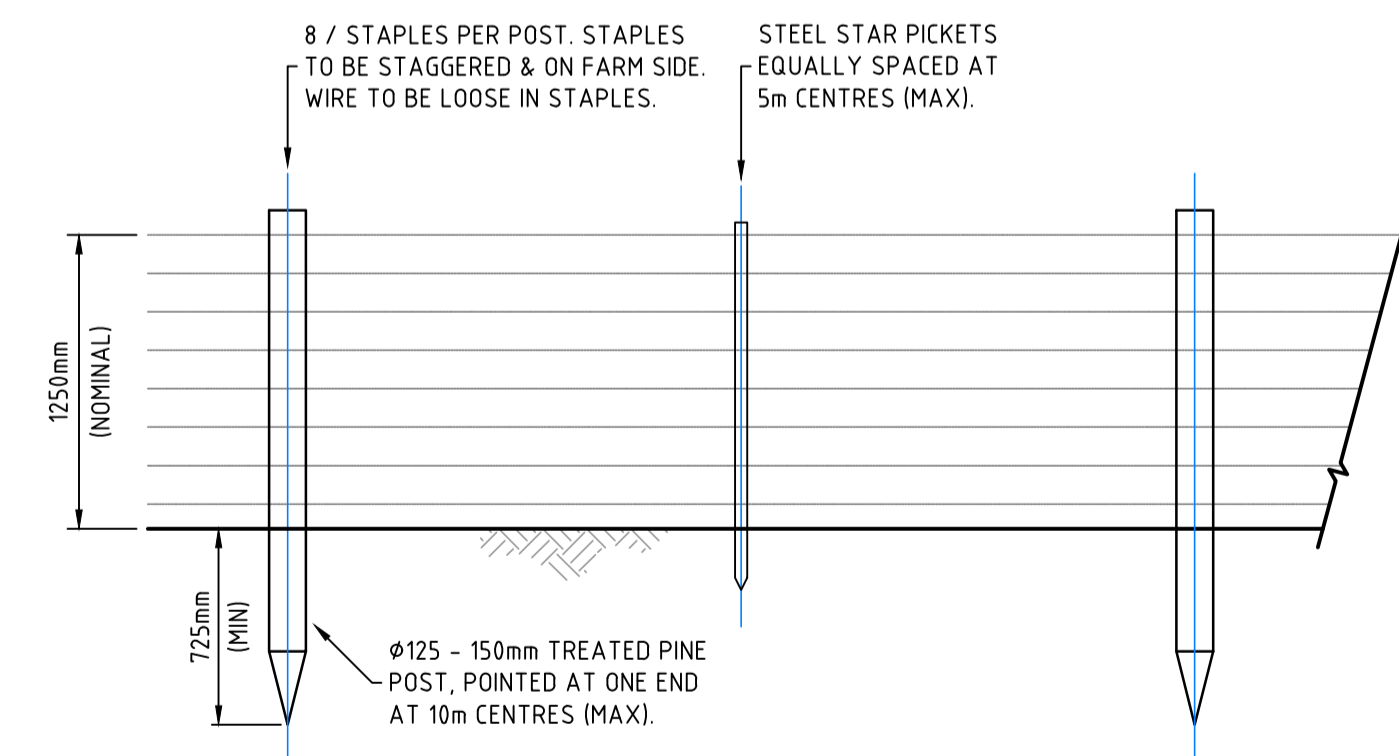 8 / STAPLES PER POST. STAPLES
TO BE STAGGERED & ON FARM SIDE.
WIRE TO BE LOOSE IN STAPLES.
STEEL STAR PICKETS
EQUALLY SPACED AT
5m CENTRES (MAX).
1250mm
(NOMINAL)
725mm
(MIN)
Ø125 - 150mm TREATED PINE
POST, POINTED AT ONE END
AT 10m CENTRES (MAX).